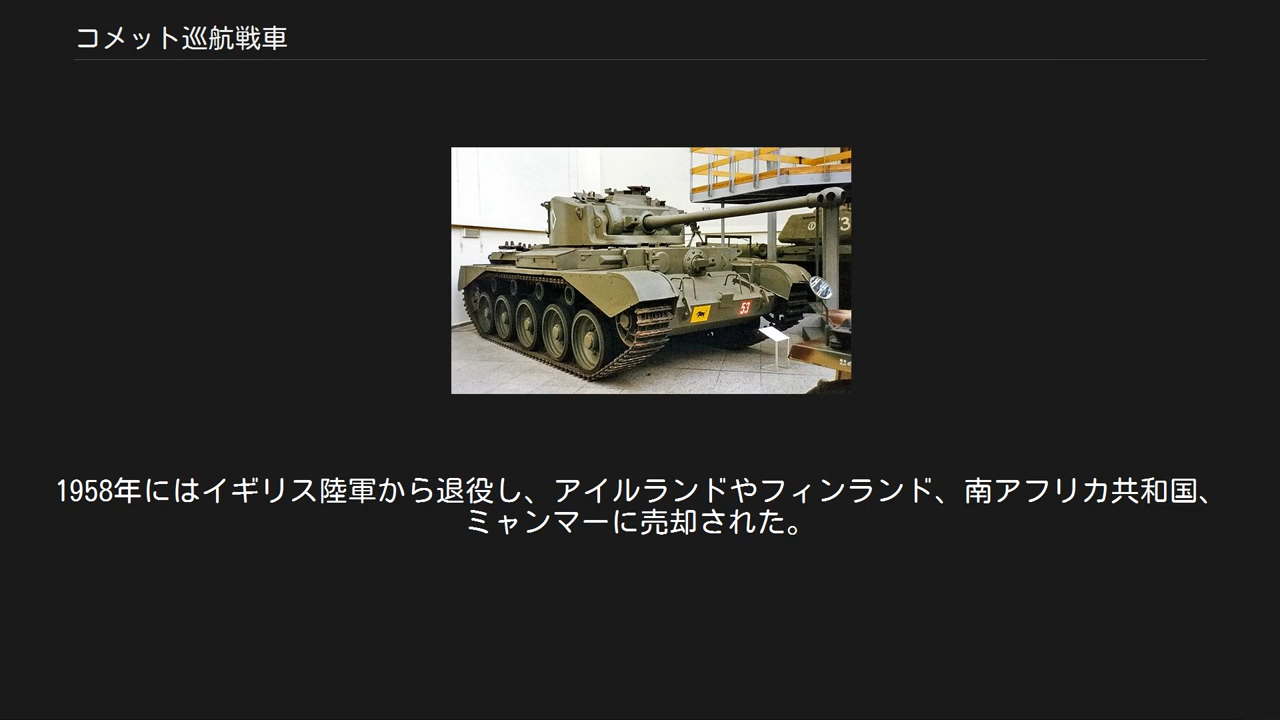 コメット巡航戦車
53
1958年にはイギリス陸軍から退役し、アイルランドやフィンランド、南アフリカ共和国、
ミャンマーに売却された。